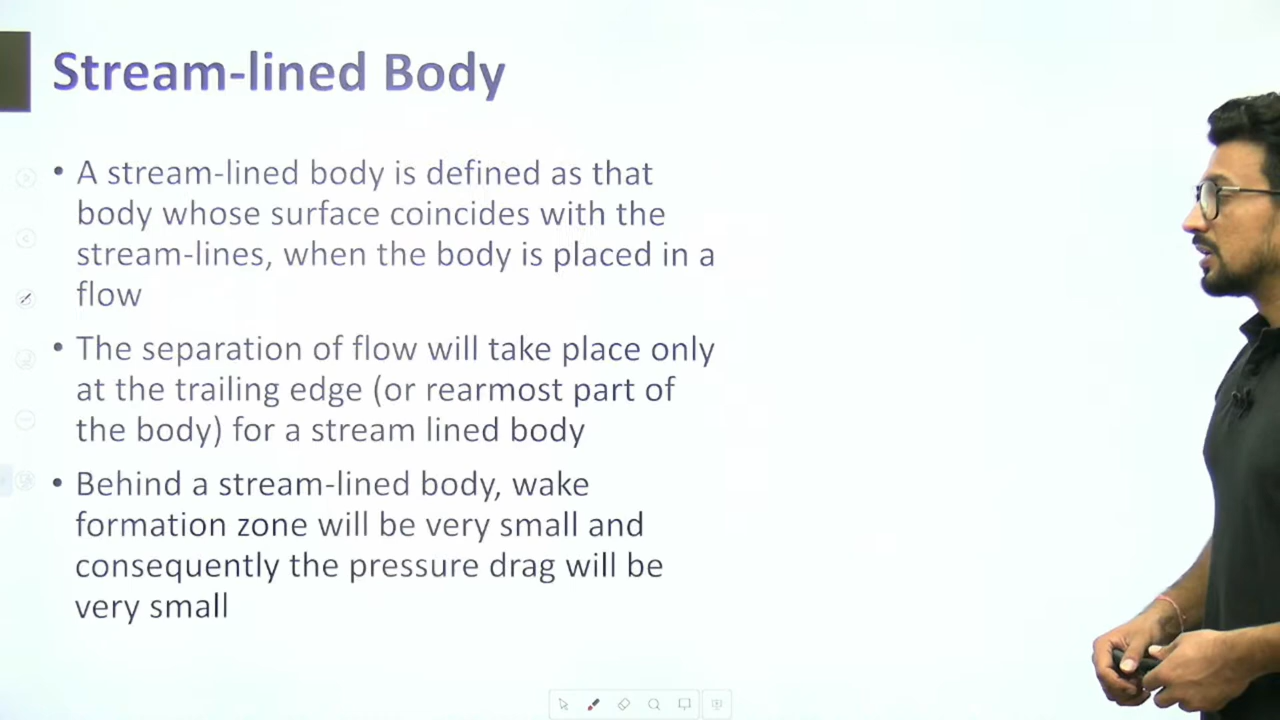 Stream-lined Body
• A stream-lined body is defined as that
body whose surface coincides with the
stream-lines, when the body is placed in a
flow
• The separation of flow will take place only
at the trailing edge (or rearmost part of
the body) for a stream lined body
• Behind a stream-lined body, wake
formation zone will be very small and
consequently the pressure drag will be
very small